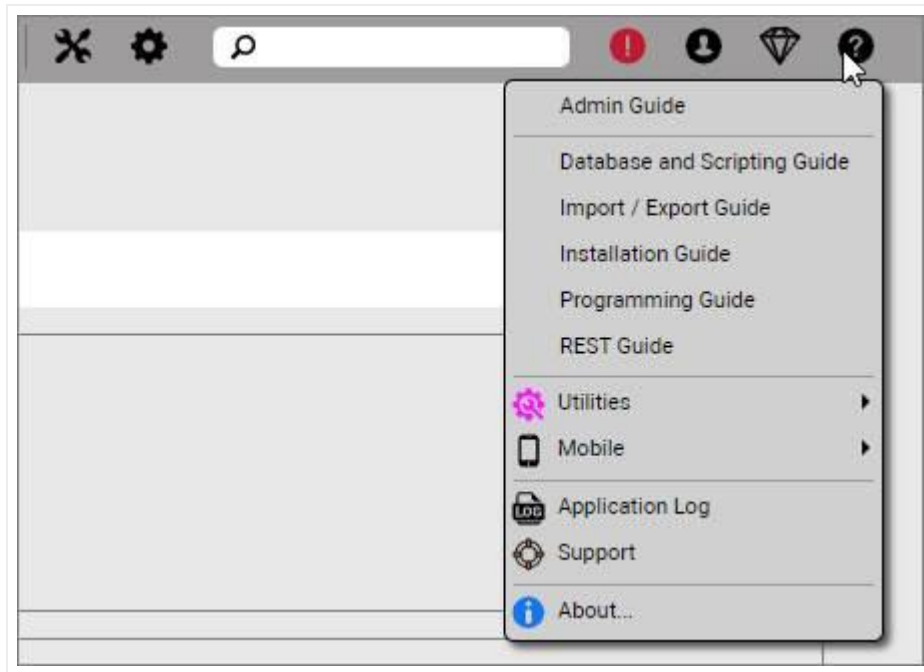 Admin Guide
Database and Scripting Guide
Import / Export Guide
Installation Guide
Programming Guide
REST Guide
Utilities
Mobile
LOG
Application Log
Support
About...